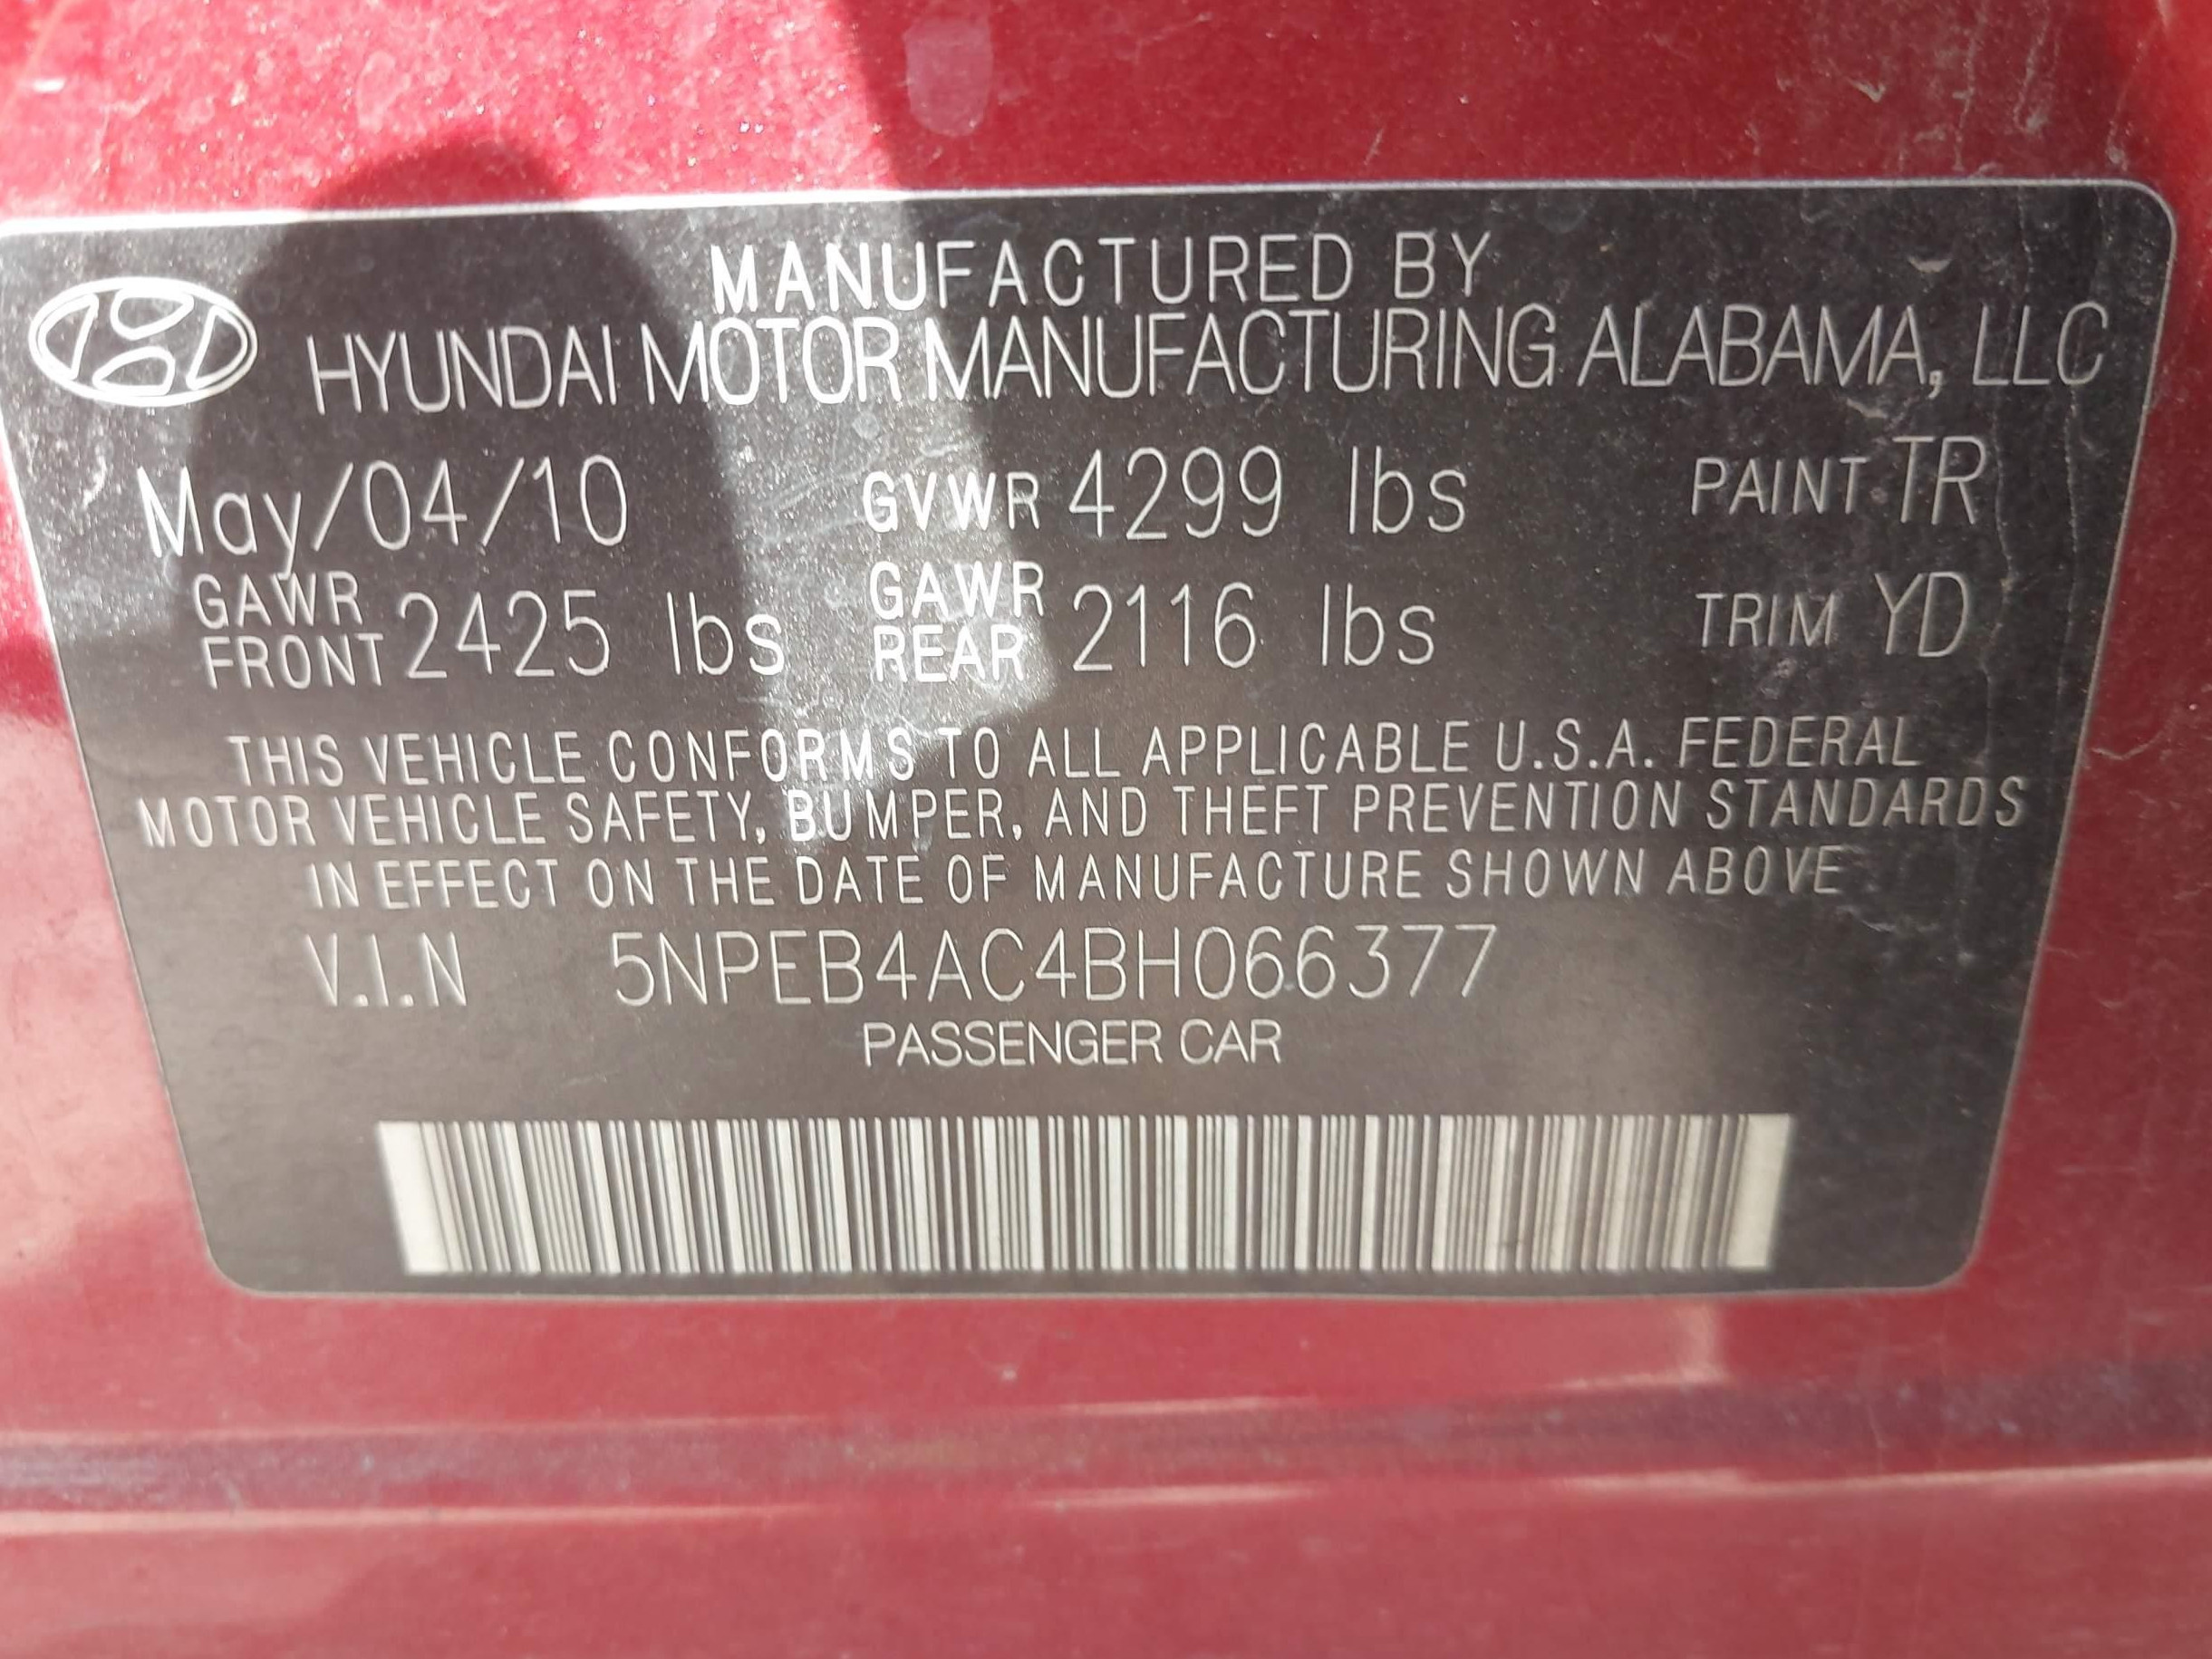 MANUFACTURED BY
HYUNDAI MOTOR MANUFACTURING ALABAMA, LLC
May/04/10 GVWR 4299 lbs PAINT TR
GAWR FRONT 2425 lbs GAWR REAR 2116 lbs TRIM YD
THIS VEHICLE CONFORMS TO ALL APPLICABLE U.S.A. FEDERAL
MOTOR VEHICLE SAFETY, BUMPER, AND THEFT PREVENTION STANDARDS
IN EFFECT ON THE DATE OF MANUFACTURE SHOWN ABOVE
V.I.N 5NPEB4AC4BH066377
PASSENGER CAR